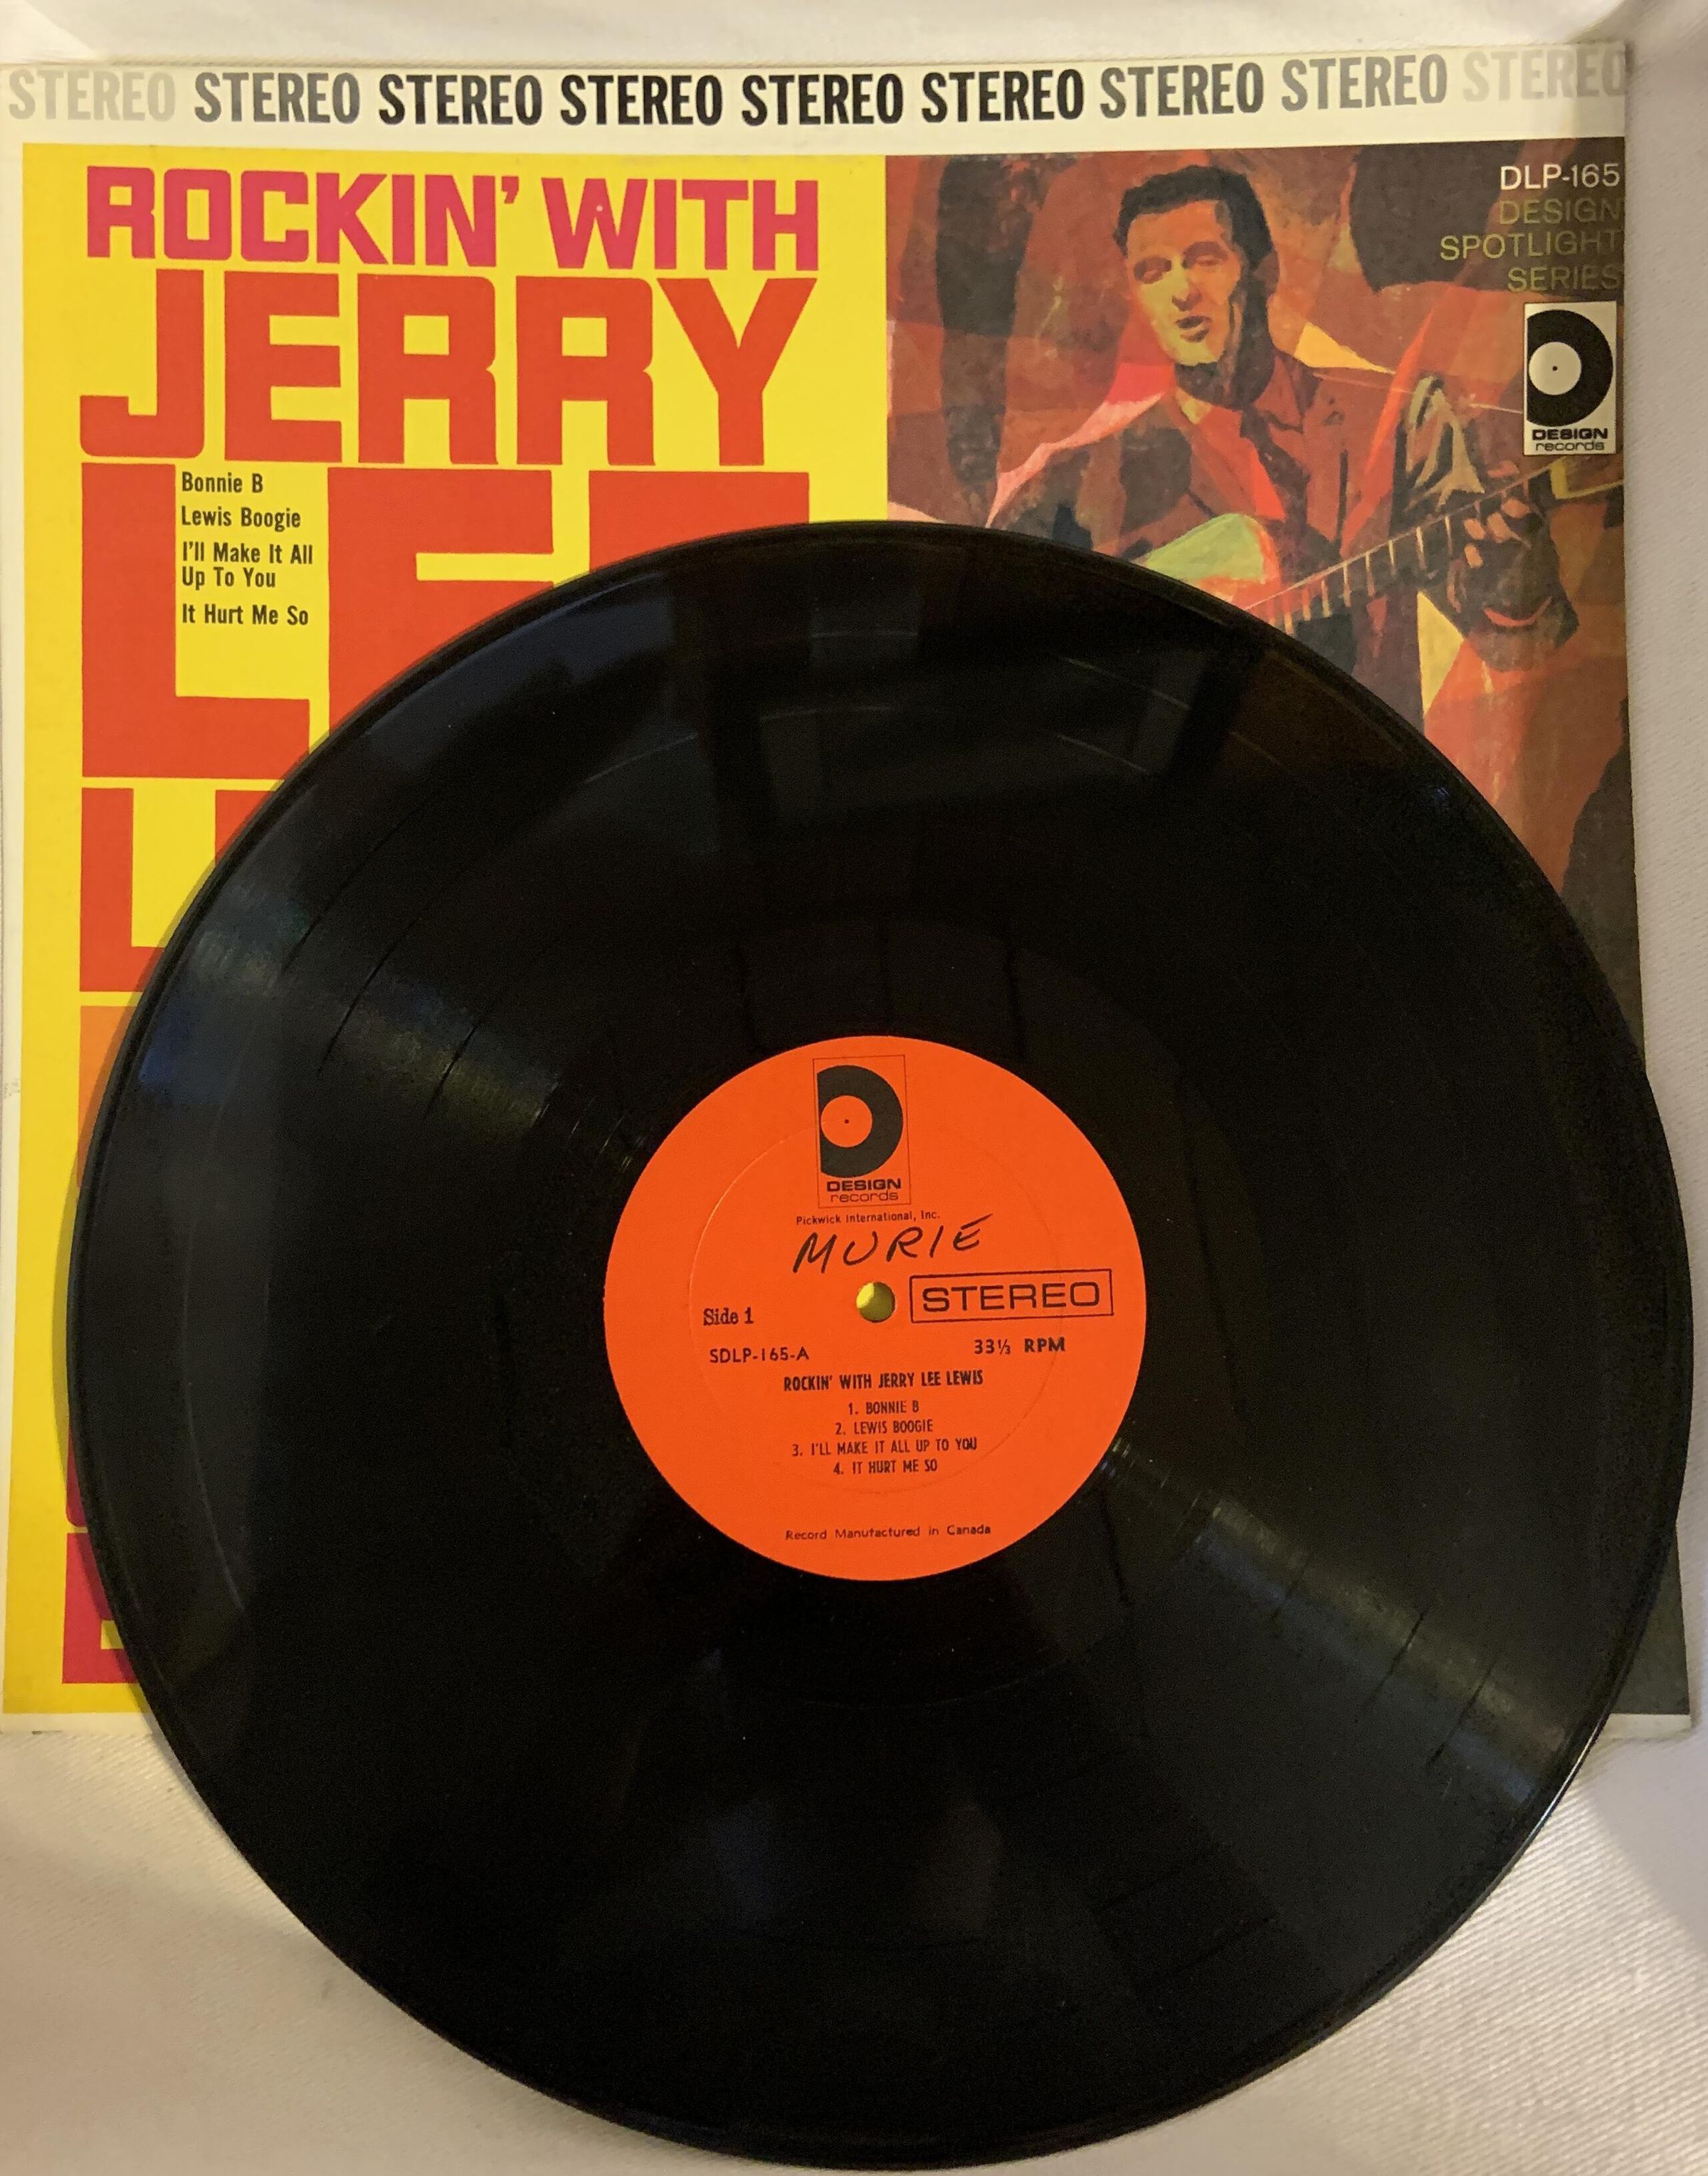 STEREO STEREO STEREO STEREO STEREO STEREO STEREO STEREO STEREO
ROCKIN' WITH
JERRY
LEE
Bonnie B
Lewis Boogie
I'll Make It All
Up To You
It Hurt Me So
DLP-165
DESIGN
SPOTLIGHT
SERIES
DESIGN
records
DESIGN
records
Pickwick International, Inc.
MURIE
STEREO
Side 1
SDLP-165-A
33⅓ RPM
ROCKIN' WITH JERRY LEE LEWIS
1. BONNIE B
2. LEWIS BOOGIE
3. I'LL MAKE IT ALL UP TO YOU
4. IT HURT ME SO
Record Manufactured in Canada